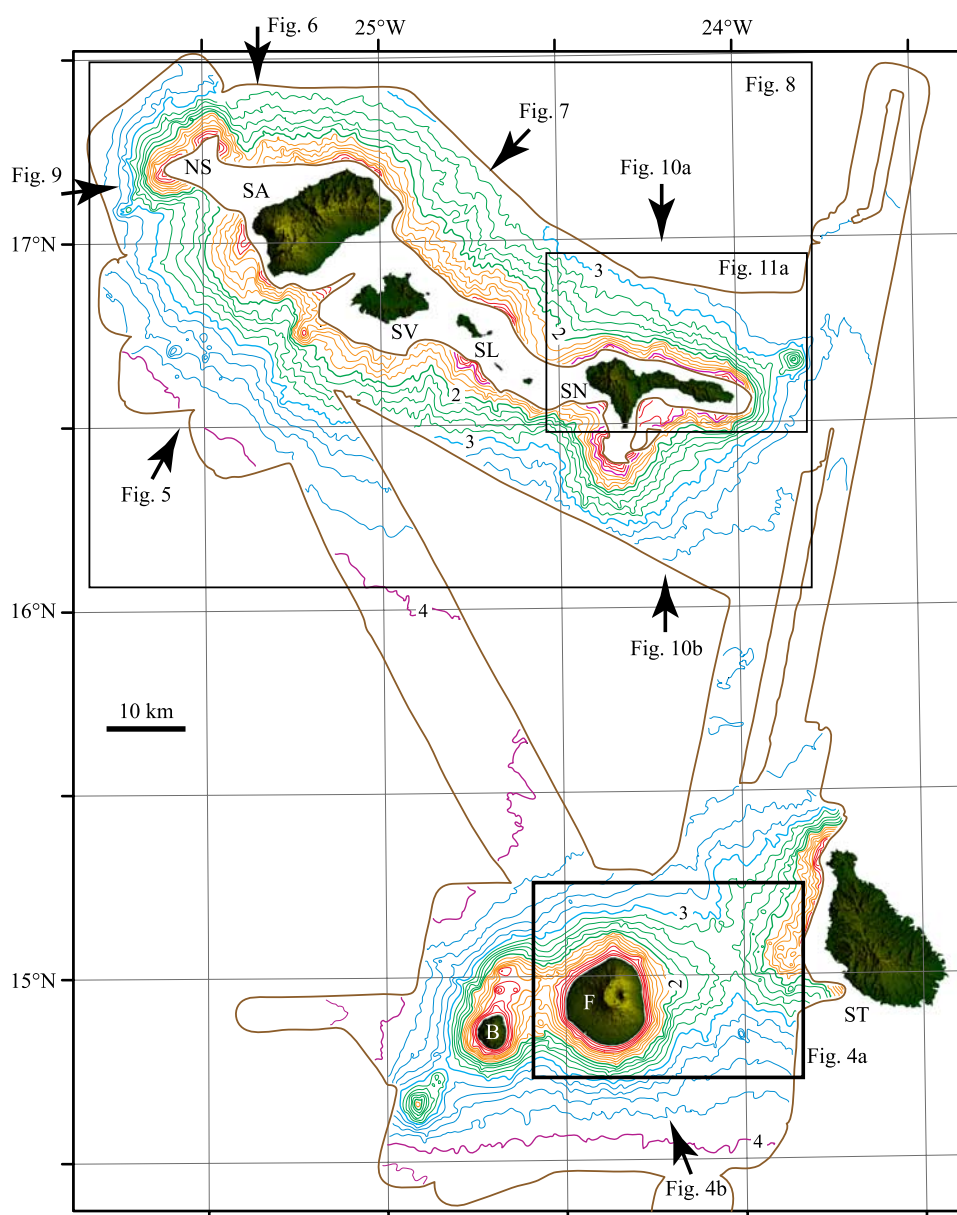 25°W
24°W
Fig. 6
Fig. 8
Fig. 7
NS
Fig. 9
SA
Fig. 10a
17°N
3
Fig. 11a
2
SV
SL
SN
2
3
Fig. 5
16°N
4
Fig. 10b
10 km
3
15°N
2
F
B
ST
Fig. 4a
4
Fig. 4b